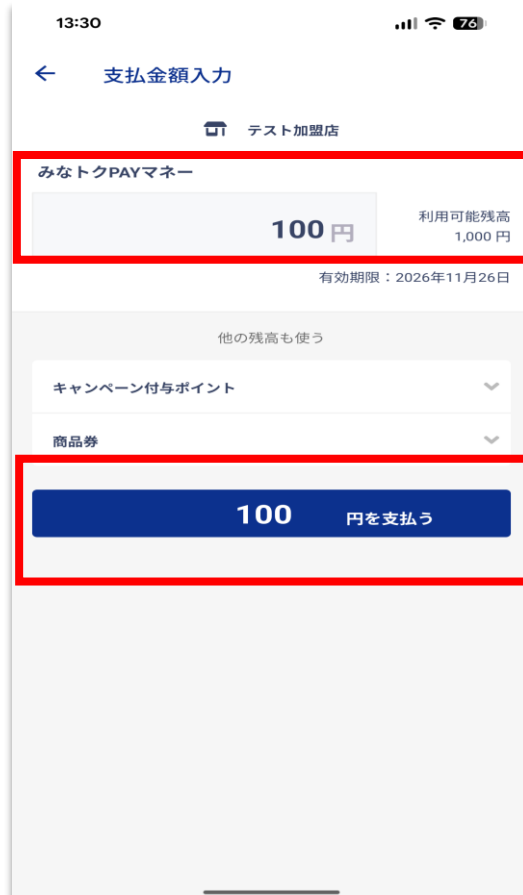 13:30
76
支払金額入力
テスト加盟店
みなトクPAYマネー
100 円
利用可能残高
1,000 円
有効期限：2026年11月26日
他の残高も使う
キャンペーン付与ポイント
商品券
100 円を支払う